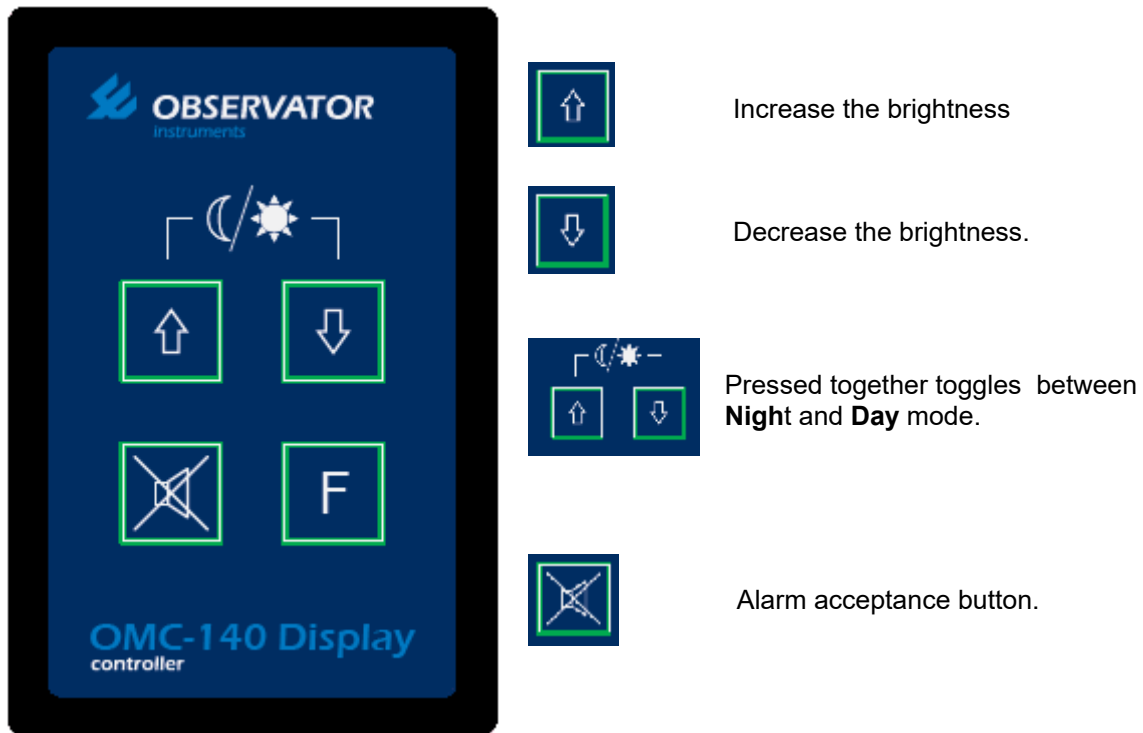 OBSERVATOR
instruments
F
OMC-140 Display
controller
Increase the brightness
Decrease the brightness.
Pressed together toggles between
Night and Day mode.
Alarm acceptance button.